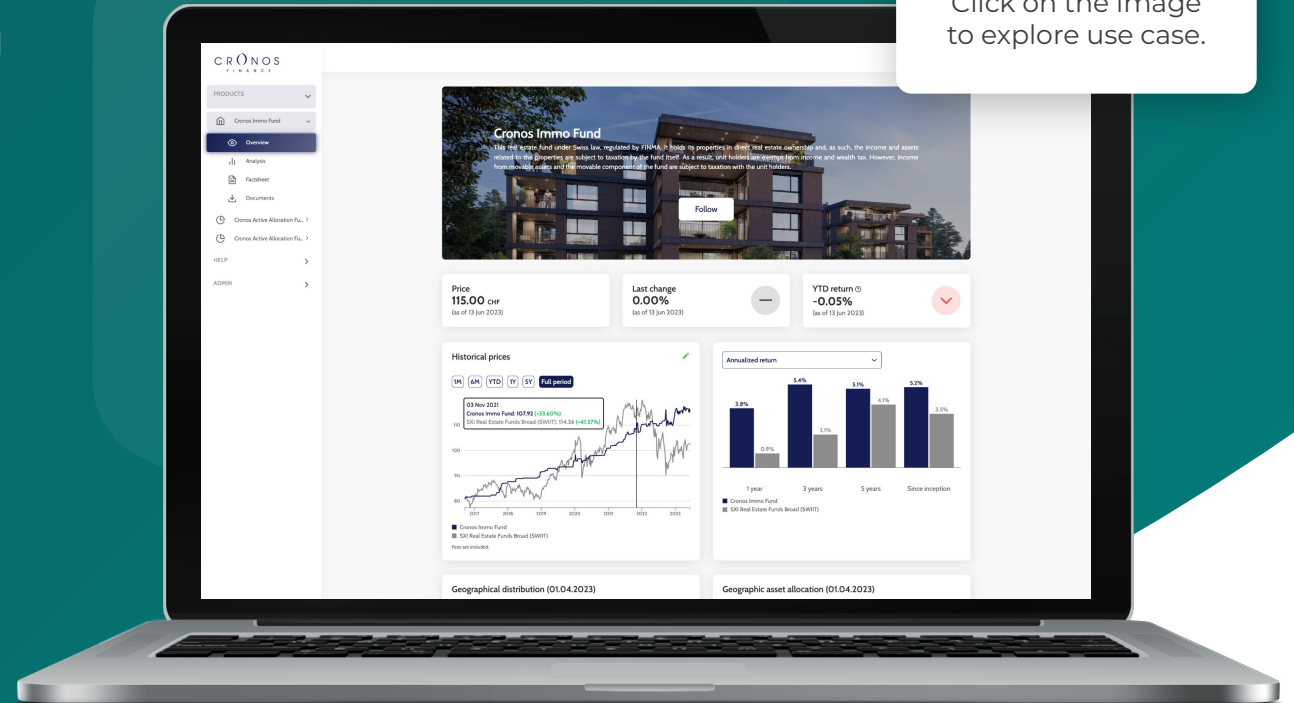 Click on the image
to explore use case.
CRONOS
FINANCE
PRODUCTS
Cronos Immo Fund
Overview
Analysis
Factsheet
Documents
Cronos Active Allocation Fu...
Cronos Active Allocation Fu...
HELP
ADMIN
Cronos Immo Fund
This real estate fund under Swiss law, regulated by FINMA. It holds its properties in direct real estate ownership and, as such, the income and assets
related to the properties are subject to taxation by the fund itself. As a result, unit holders are exempt from income and wealth tax. However, income
from movable assets and the movable component of the fund are subject to taxation with the unit holders.
Follow
Price
115.00 CHF
(as of 13 Jun 2023)
Last change
0.00%
(as of 13 Jun 2023)
YTD return
-0.05%
(as of 13 Jun 2023)
Historical prices
1M 6M YTD 1Y 5Y Full period
03 Nov 2021
Cronos Immo Fund: 107.92 (+33.60%)
SXI Real Estate Funds Broad (SWIIT): 114.36 (+41.57%)
110
100
90
80
2017 2018 2019 2020 2021 2022 2023
Cronos Immo Fund
SXI Real Estate Funds Broad (SWIIT)
Fees are included.
Annualized return
3.8% 0.9% 5.4% 2.1% 5.1% 4.1% 5.2% 3.5%
1 year 3 years 5 years Since inception
Cronos Immo Fund
SXI Real Estate Funds Broad (SWIIT)
Geographical distribution (01.04.2023)
Geographic asset allocation (01.04.2023)